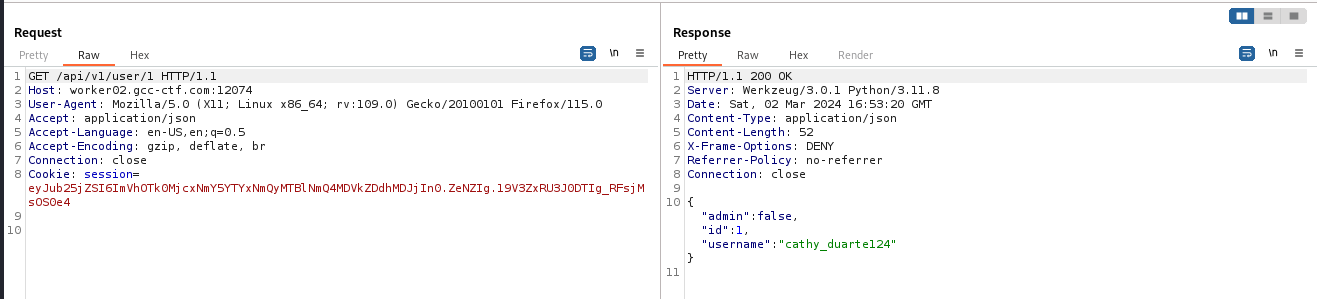 Request
Pretty Raw Hex \n
1 GET /api/v1/user/1 HTTP/1.1
2 Host: worker02.gcc-ctf.com:12074
3 User-Agent: Mozilla/5.0 (X11; Linux x86_64; rv:109.0) Gecko/20100101 Firefox/115.0
4 Accept: application/json
5 Accept-Language: en-US,en;q=0.5
6 Accept-Encoding: gzip, deflate, br
7 Connection: close
8 Cookie: session=
eyJub25jZSI6ImVhOTk0MjcxNmY5YTYxNmQyMTBlNmQ4MDVkZDdhMDJjIn0.ZeNZIg.l9V3ZxRU3J0DTIg_RFsjM
sOS0e4
9
10
Response
Pretty Raw Hex Render \n
1 HTTP/1.1 200 OK
2 Server: Werkzeug/3.0.1 Python/3.11.8
3 Date: Sat, 02 Mar 2024 16:53:20 GMT
4 Content-Type: application/json
5 Content-Length: 52
6 X-Frame-Options: DENY
7 Referrer-Policy: no-referrer
8 Connection: close
9
10 {
"admin":false,
"id":1,
"username":"cathy_duarte124"
}
11